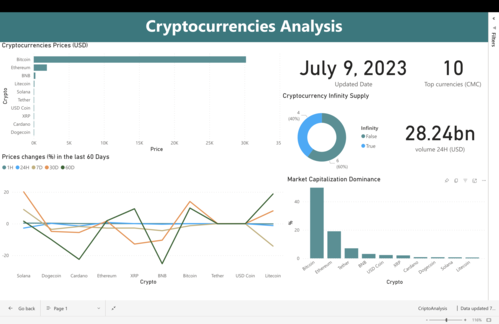 Cryptocurrencies Analysis
Cryptocurrencies Prices (USD)
Crypto
Bitcoin
Ethereum
BNB
Litecoin
Solana
Tether
USD Coin
XRP
Cardano
Dogecoin
0K 5K 10K 15K 20K 25K 30K 35K
Price
July 9, 2023
Updated Date
10
Top currencies (CMC)
Cryptocurrency Infinity Supply
4
(40%)
6
(60%)
Infinity
False
True
28.24bn
volume 24H (USD)
Filters
Prices changes (%) in the last 60 Days
1H 24H 7D 30D 60D
20
0
-20
Solana Dogecoin Cardano Ethereum XRP BNB Bitcoin Tether USD Coin Litecoin
Crypto
Market Capitalization Dominance
%
40
20
0
Bitcoin Ethereum Tether BNB USD Coin XRP Cardano Dogecoin Solana Litecoin
Crypto
Go back
Page 1
CriptoAnalysis
Data updated 7...